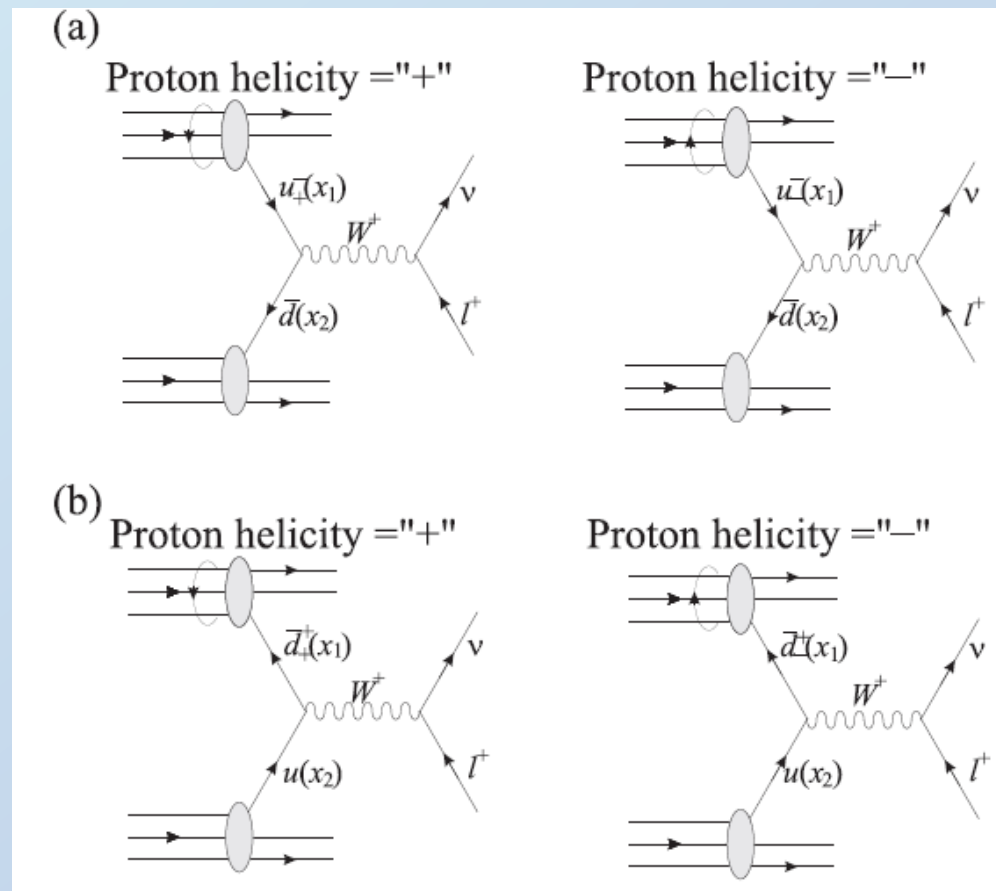 (a)
Proton helicity ="+" Proton helicity ="—"
u₊⁻(x₁) u₋⁻(x₁)
ν ν
W⁺ W⁺
d̄(x₂) d̄(x₂)
l⁺ l⁺
(b)
Proton helicity ="+" Proton helicity ="—"
d̄₊⁺(x₁) d̄₋⁺(x₁)
ν ν
W⁺ W⁺
u(x₂) u(x₂)
l⁺ l⁺